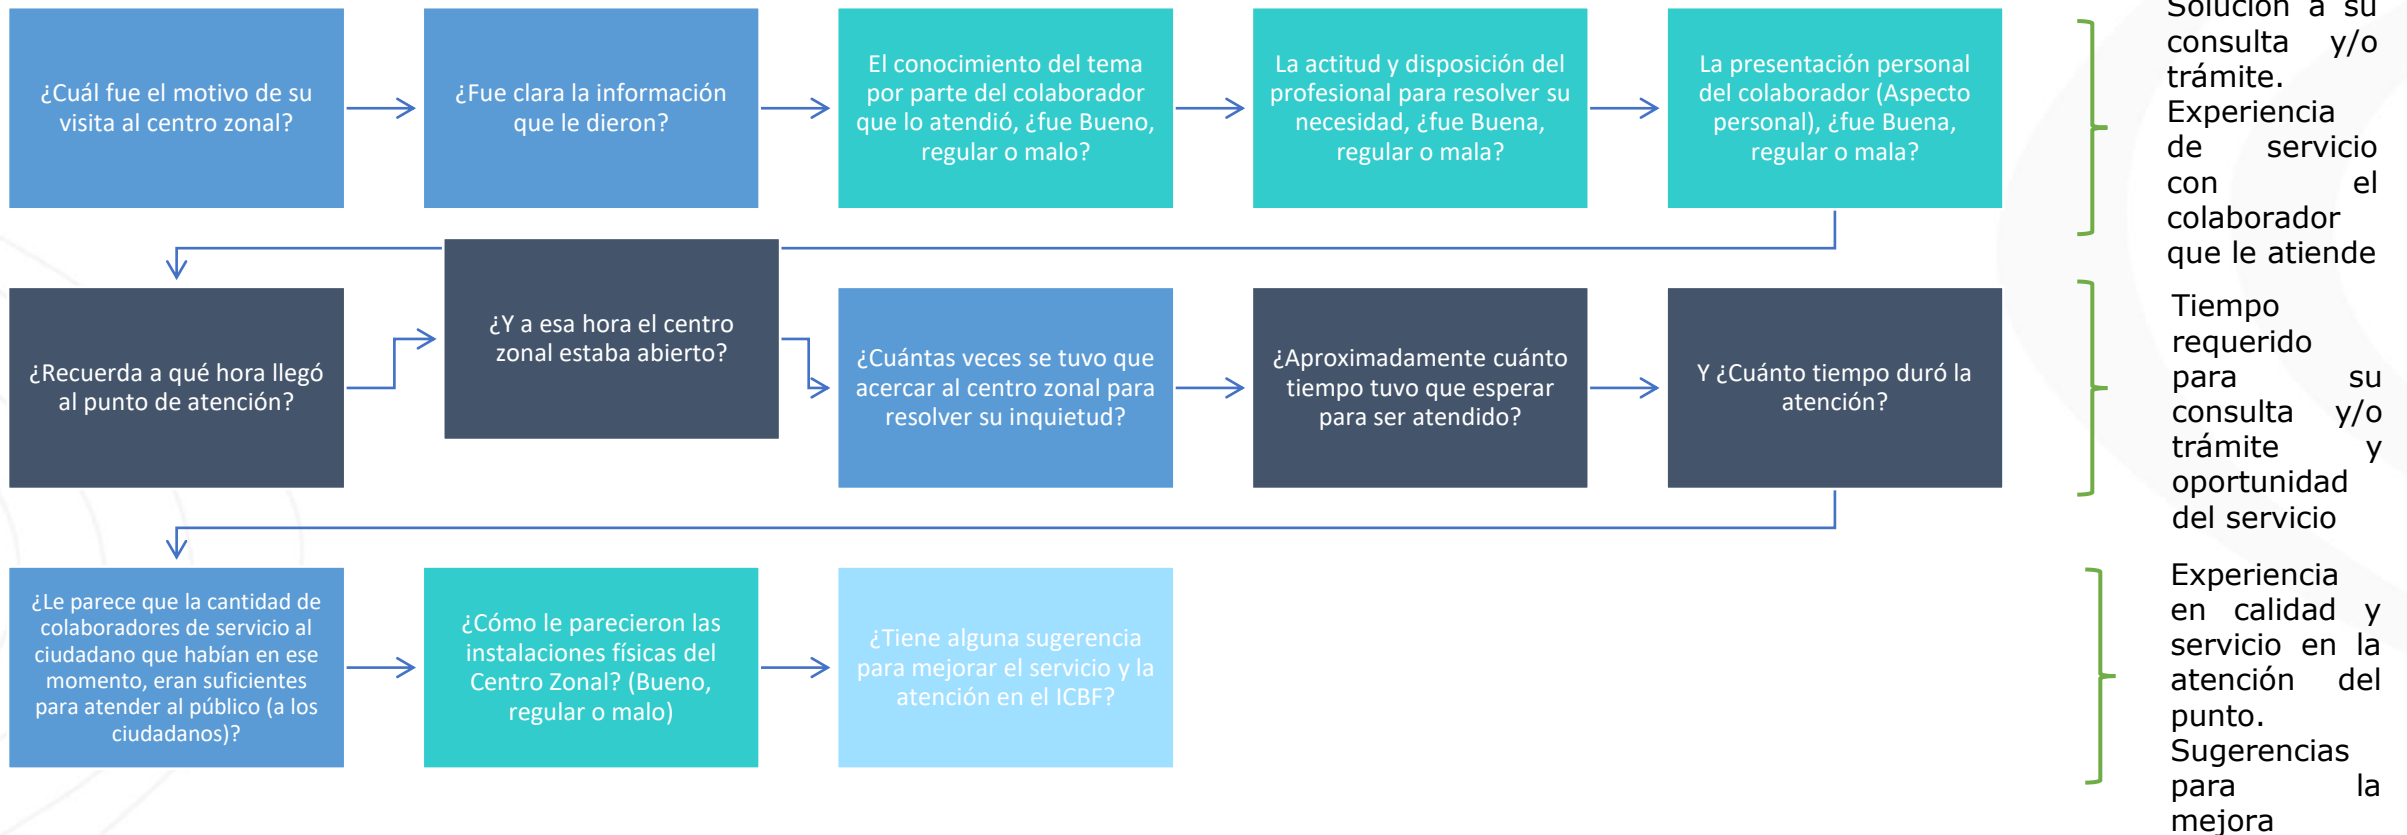 ¿Cuál fue el motivo de su
visita al centro zonal?
¿Fue clara la información
que le dieron?
El conocimiento del tema
por parte del colaborador
que lo atendió, ¿fue Bueno,
regular o malo?
La actitud y disposición del
profesional para resolver su
necesidad, ¿fue Buena,
regular o mala?
La presentación personal
del colaborador (Aspecto
personal), ¿fue Buena,
regular o mala?
Solución a su
consulta y/o
trámite.
Experiencia
de servicio
con el
colaborador
que le atiende
¿Recuerda a qué hora llegó
al punto de atención?
¿Y a esa hora el centro
zonal estaba abierto?
¿Cuántas veces se tuvo que
acercar al centro zonal para
resolver su inquietud?
¿Aproximadamente cuánto
tiempo tuvo que esperar
para ser atendido?
Y ¿Cuánto tiempo duró la
atención?
Tiempo
requerido
para su
consulta y/o
trámite y
oportunidad
del servicio
¿Le parece que la cantidad de
colaboradores de servicio al
ciudadano que habían en ese
momento, eran suficientes
para atender al público (a los
ciudadanos)?
¿Cómo le parecieron las
instalaciones físicas del
Centro Zonal? (Bueno,
regular o malo)
¿Tiene alguna sugerencia
para mejorar el servicio y la
atención en el ICBF?
Experiencia
en calidad y
servicio en la
atención del
punto.
Sugerencias
para la
mejora